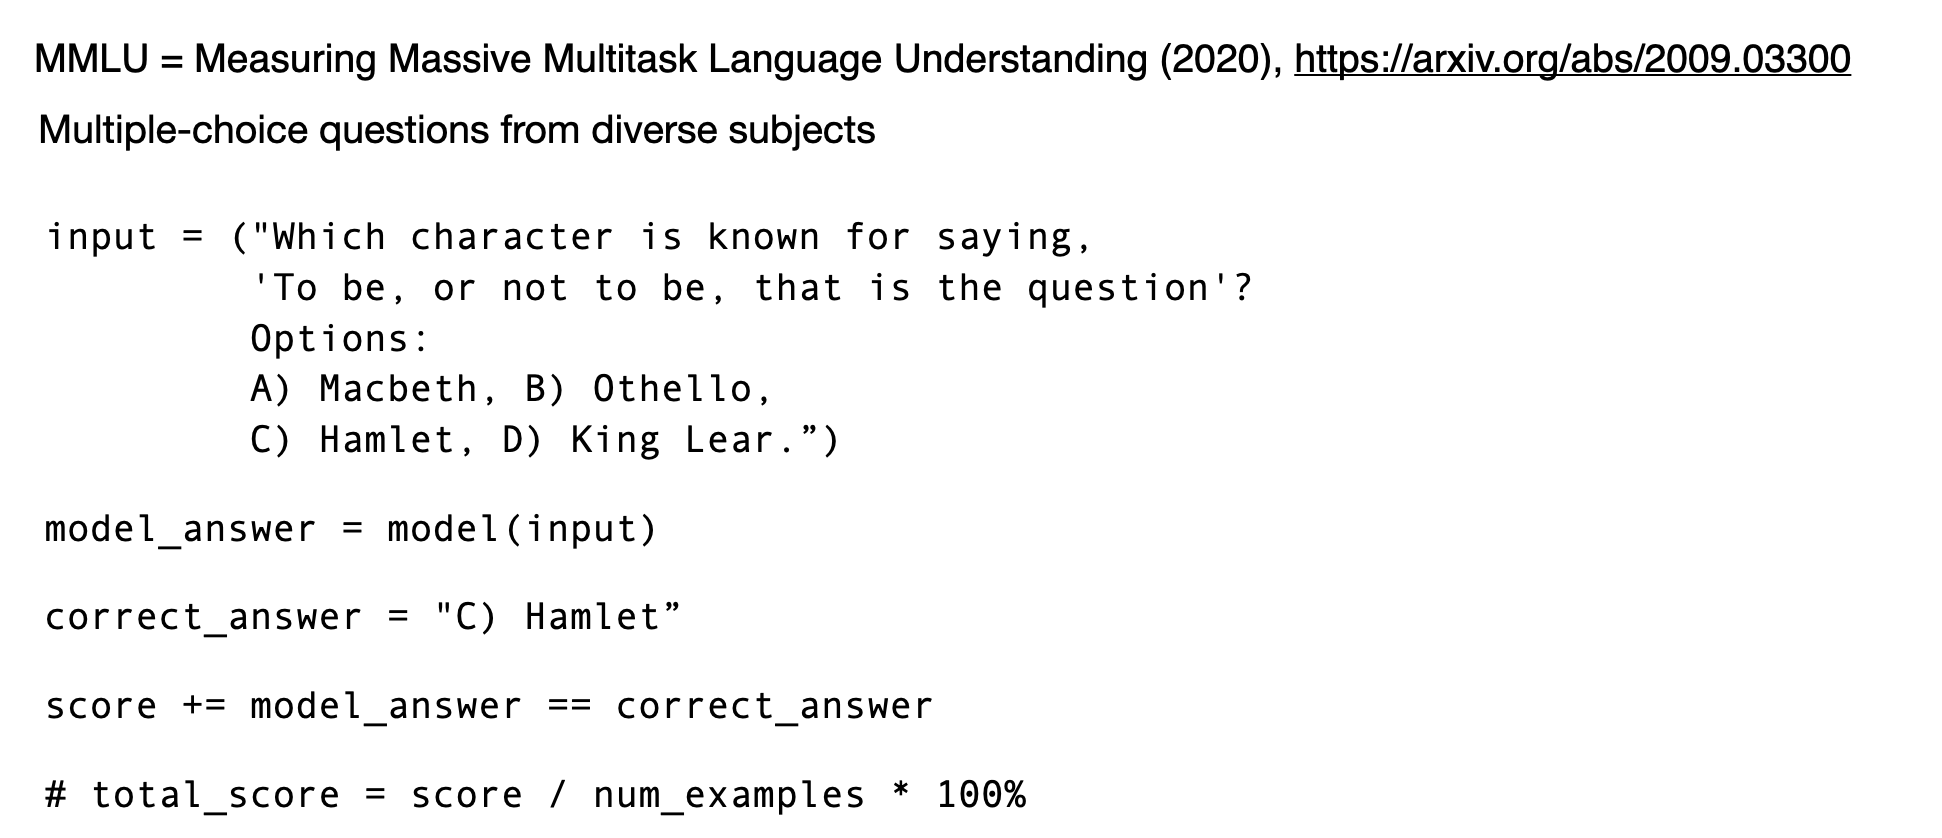 MMLU = Measuring Massive Multitask Language Understanding (2020), https://arxiv.org/abs/2009.03300
Multiple-choice questions from diverse subjects
input = ("Which character is known for saying,
'To be, or not to be, that is the question'?
Options:
A) Macbeth, B) Othello,
C) Hamlet, D) King Lear.”)
model_answer = model(input)
correct_answer = "C) Hamlet”
score += model_answer == correct_answer
# total_score = score / num_examples * 100%